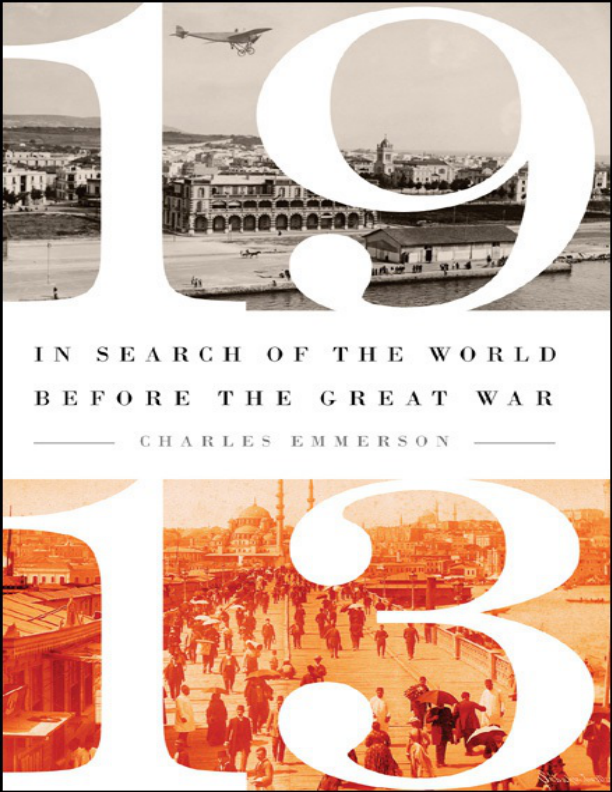 19
IN SEARCH OF THE WORLD
BEFORE THE GREAT WAR
CHARLES EMMERSON
13